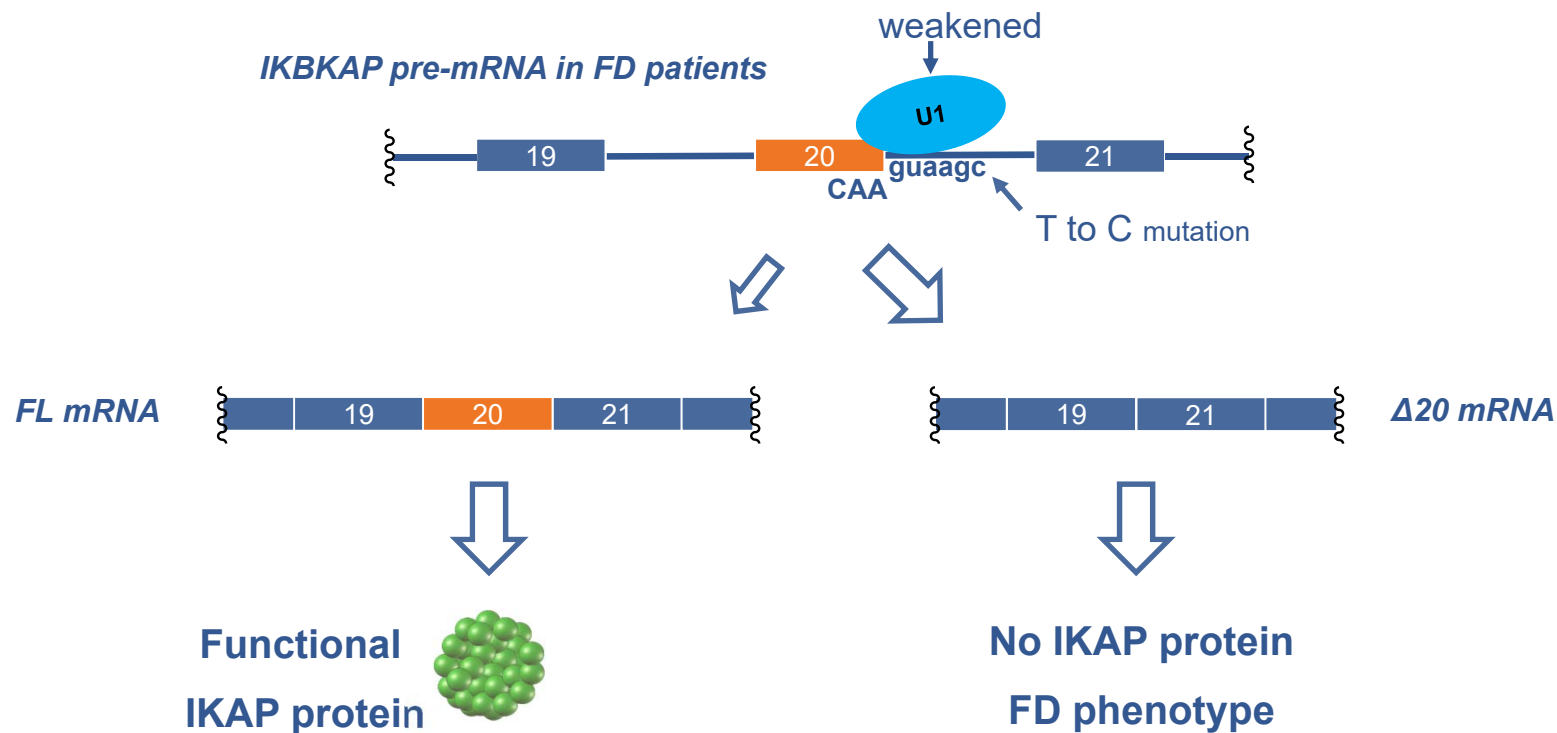 weakened
IKBKAP pre-mRNA in FD patients
U1
19
20
21
guaagc
CAA
T to C mutation
FL mRNA
19
20
21
19
21
Δ20 mRNA
Functional
IKAP protein
No IKAP protein
FD phenotype